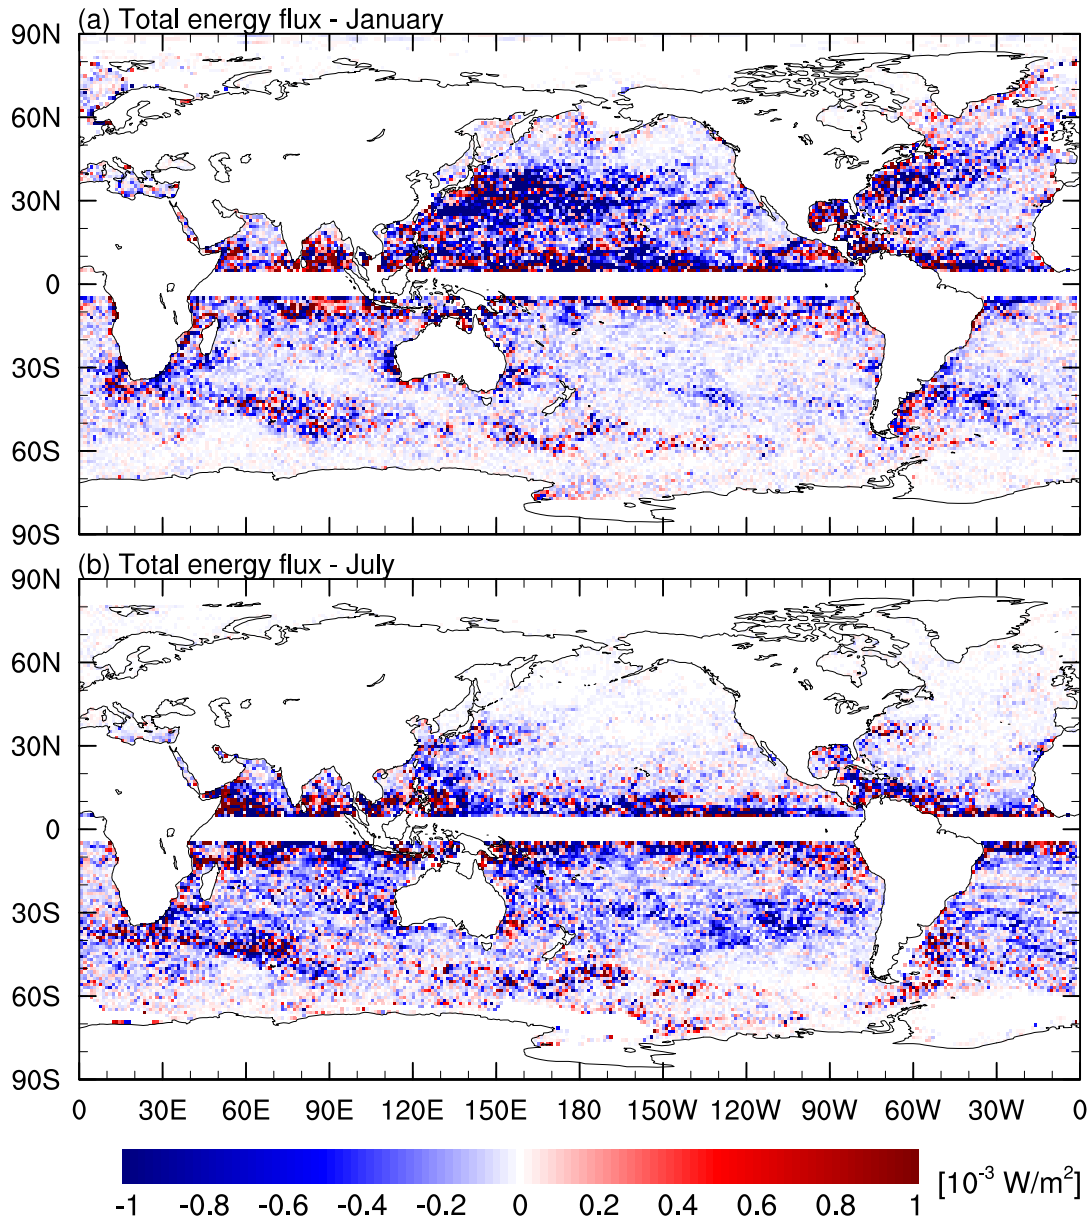 (a) Total energy flux - January
90N
60N
30N
0
30S
60S
90S
(b) Total energy flux - July
90N
60N
30N
0
30S
60S
90S
0 30E 60E 90E 120E 150E 180 150W 120W 90W 60W 30W 0
-1 -0.8 -0.6 -0.4 -0.2 0 0.2 0.4 0.6 0.8 1 [10⁻³ W/m²]